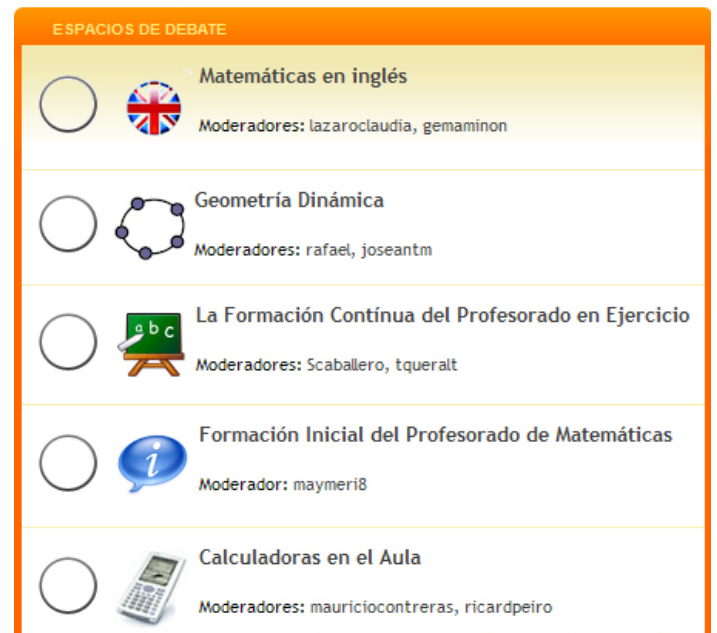 ESPACIOS DE DEBATE
Matemáticas en inglés
Moderadores: lazaroclaudia, gemaminon
Geometría Dinámica
Moderadores: rafael, joseantm
La Formación Contínua del Profesorado en Ejercicio
a b c
Moderadores: Scaballero, tqueralt
Formación Inicial del Profesorado de Matemáticas
i
Moderador: maymeri8
Calculadoras en el Aula
Moderadores: mauriciocontreras, ricardpeiro